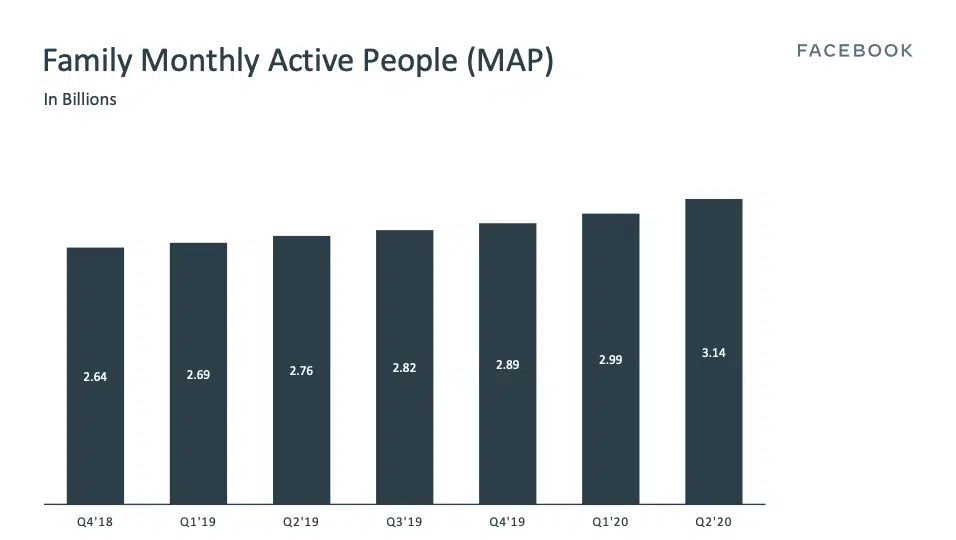 Family Monthly Active People (MAP)
FACEBOOK
In Billions
2.64
2.69
2.76
2.82
2.89
2.99
3.14
Q4'18
Q1'19
Q2'19
Q3'19
Q4'19
Q1'20
Q2'20